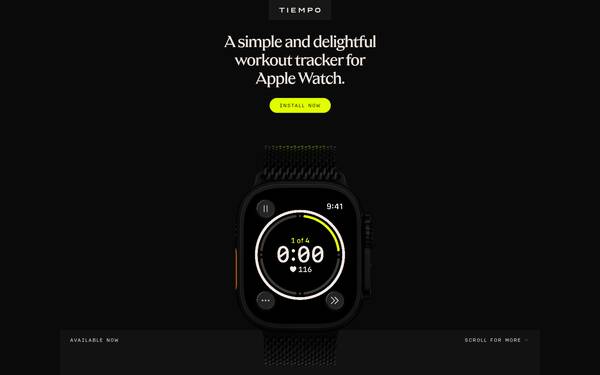 TIEMPO
A simple and delightful
workout tracker for
Apple Watch.
INSTALL NOW
9:41
1 of 4
0:00
116
AVAILABLE NOW
SCROLL FOR MORE